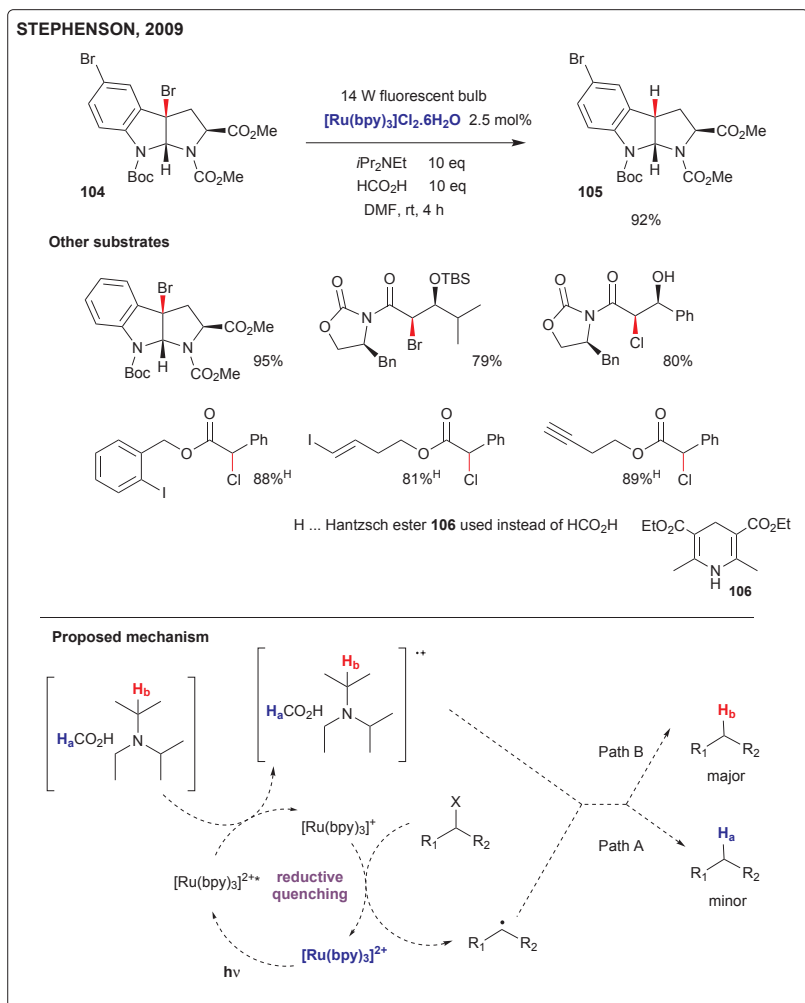 STEPHENSON, 2009
Br
Br
N
Boc
H
N
CO2Me
CO2Me
104
14 W fluorescent bulb
[Ru(bpy)3]Cl2.6H2O 2.5 mol%
iPr2NEt 10 eq
HCO2H 10 eq
DMF, rt, 4 h
Br
H
N
Boc
H
N
CO2Me
CO2Me
105
92%
Other substrates
Br
N
Boc
H
N
CO2Me
CO2Me
95%
O
O
N
O
OTBS
Br
Bn
79%
O
O
N
O
OH
Ph
Cl
Bn
80%
O
O
Ph
Cl
I
88%H
I
O
O
Ph
Cl
81%H
O
O
Ph
Cl
89%H
H ... Hantzsch ester 106 used instead of HCO2H
EtO2C
CO2Et
N
H
106
Proposed mechanism
Hb
HaCO2H
N
Hb
HaCO2H
N
•+
[Ru(bpy)3]+
X
R1
R2
[Ru(bpy)3]2+*
reductive
quenching
[Ru(bpy)3]2+
hν
R1
R2
Path B
Path A
Hb
R1
R2
major
Ha
R1
R2
minor